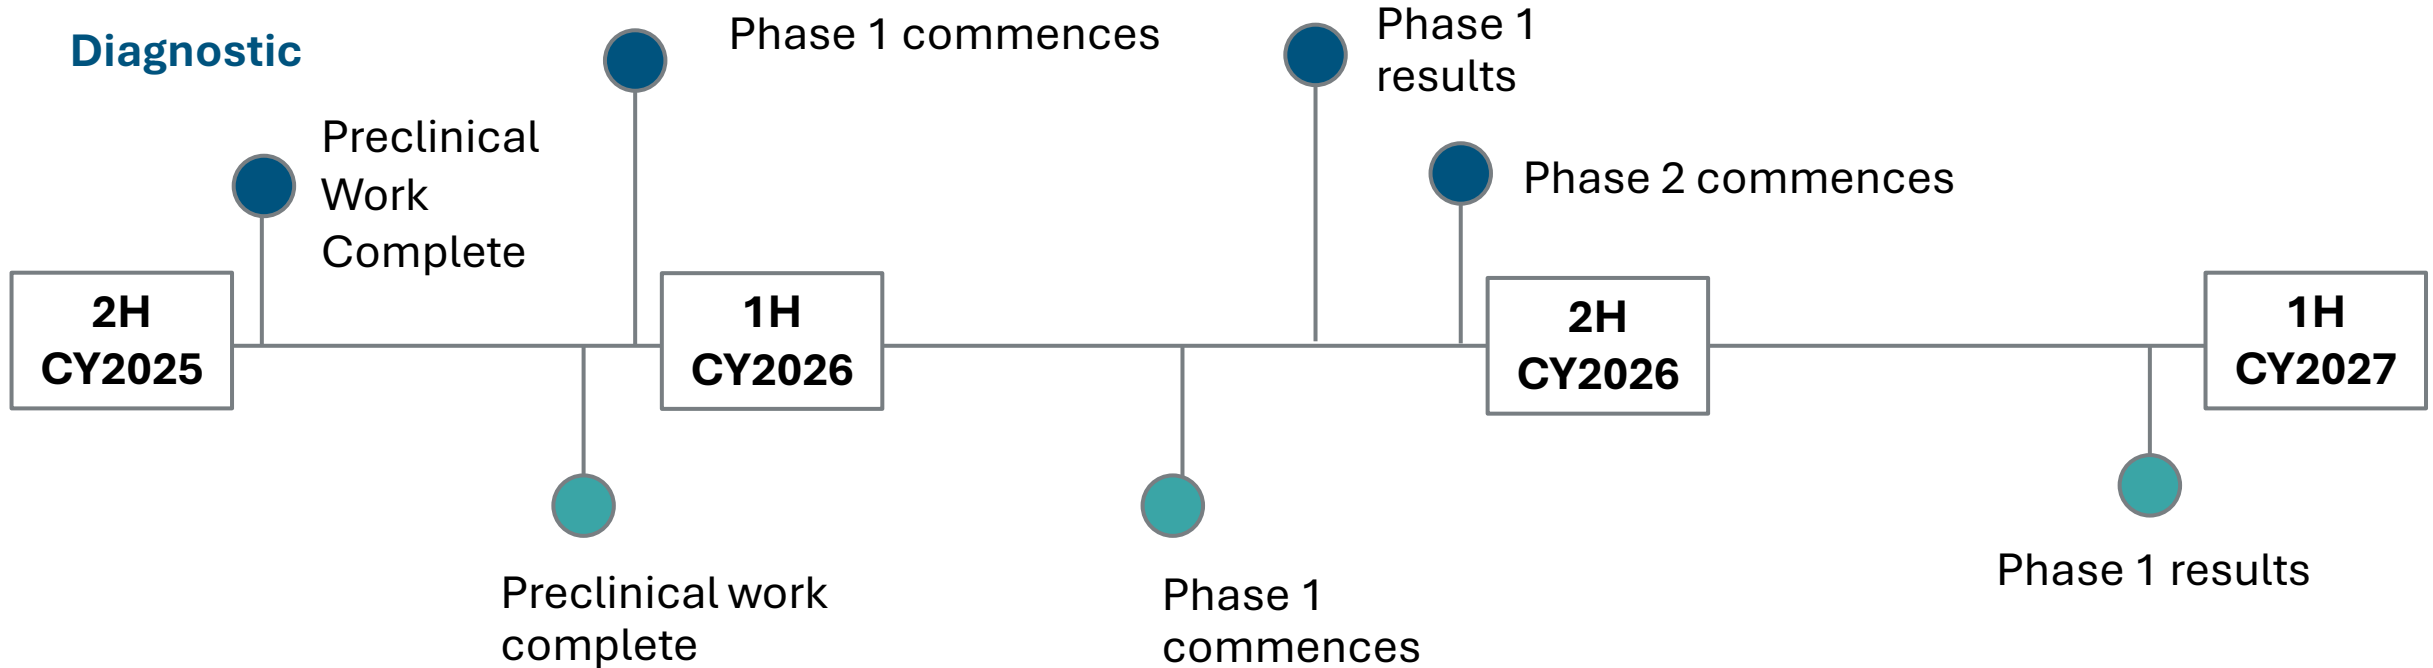 Diagnostic
Phase 1 commences
Phase 1
results
Preclinical
Work
Complete
Phase 2 commences
2H
CY2025
1H
CY2026
2H
CY2026
1H
CY2027
Preclinical work
complete
Phase 1
commences
Phase 1 results